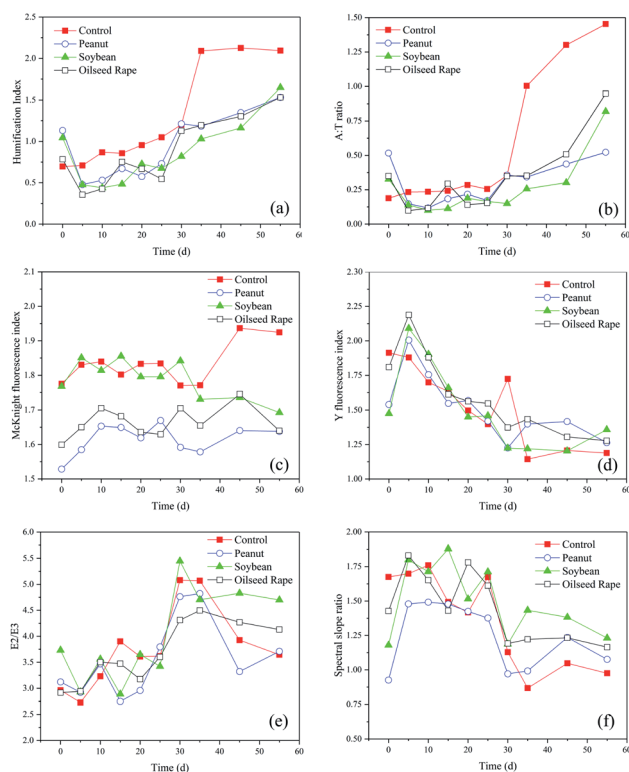 Humification Index
2.5
2.0
1.5
1.0
0.5
0.0
Control
Peanut
Soybean
Oilseed Rape
(a)
0 10 20 30 40 50 60
Time (d)
A:T ratio
1.50
1.25
1.00
0.75
0.50
0.25
0.00
Control
Peanut
Soybean
Oilseed Rape
(b)
0 10 20 30 40 50 60
Time (d)
McKnight fluorescence index
2.1
2.0
1.9
1.8
1.7
1.6
1.5
Control
Peanut
Soybean
Oilseed Rape
(c)
0 10 20 30 40 50 60
Time (d)
Y fluorescence index
2.50
2.25
2.00
1.75
1.50
1.25
1.00
Control
Peanut
Soybean
Oilseed Rape
(d)
0 10 20 30 40 50 60
Time (d)
E2/E3
6.0
5.5
5.0
4.5
4.0
3.5
3.0
2.5
2.0
Control
Peanut
Soybean
Oilseed Rape
(e)
0 10 20 30 40 50 60
Time (d)
Spectral slope ratio
2.00
1.75
1.50
1.25
1.00
0.75
0.50
Control
Peanut
Soybean
Oilseed Rape
(f)
0 10 20 30 40 50 60
Time (d)